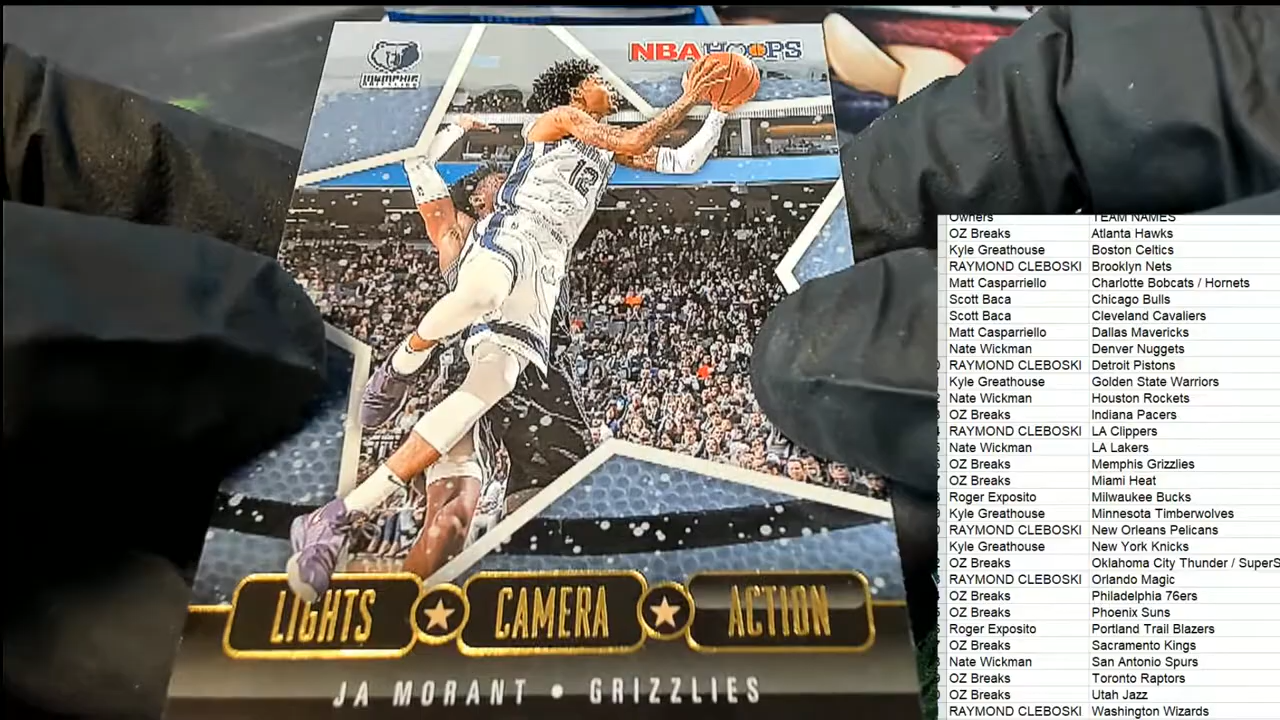 NBA HOOPS
MEMPHIS
GRIZZLIES
12
LIGHTS ★ CAMERA ★ ACTION
JA MORANT • GRIZZLIES
Owners TEAM NAMES
OZ Breaks Atlanta Hawks
Kyle Greathouse Boston Celtics
RAYMOND CLEBOSKI Brooklyn Nets
Matt Casparriello Charlotte Bobcats / Hornets
Scott Baca Chicago Bulls
Scott Baca Cleveland Cavaliers
Matt Casparriello Dallas Mavericks
Nate Wickman Denver Nuggets
RAYMOND CLEBOSKI Detroit Pistons
Kyle Greathouse Golden State Warriors
Nate Wickman Houston Rockets
OZ Breaks Indiana Pacers
RAYMOND CLEBOSKI LA Clippers
Nate Wickman LA Lakers
OZ Breaks Memphis Grizzlies
OZ Breaks Miami Heat
Roger Exposito Milwaukee Bucks
Kyle Greathouse Minnesota Timberwolves
RAYMOND CLEBOSKI New Orleans Pelicans
Kyle Greathouse New York Knicks
OZ Breaks Oklahoma City Thunder / SuperS
RAYMOND CLEBOSKI Orlando Magic
OZ Breaks Philadelphia 76ers
OZ Breaks Phoenix Suns
Roger Exposito Portland Trail Blazers
OZ Breaks Sacramento Kings
Nate Wickman San Antonio Spurs
OZ Breaks Toronto Raptors
OZ Breaks Utah Jazz
RAYMOND CLEBOSKI Washington Wizards